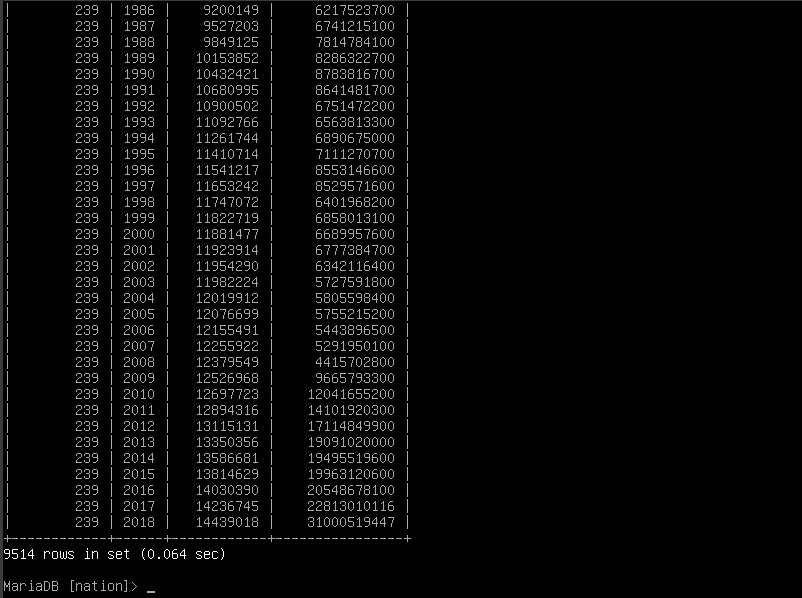 |         239 | 1986 |    9200149 |     6217523700 |
|         239 | 1987 |    9527203 |     6741215100 |
|         239 | 1988 |    9849125 |     7814784100 |
|         239 | 1989 |   10153852 |     8286322700 |
|         239 | 1990 |   10432421 |     8783816700 |
|         239 | 1991 |   10680995 |     8641481700 |
|         239 | 1992 |   10900502 |     6751472200 |
|         239 | 1993 |   11092766 |     6563813300 |
|         239 | 1994 |   11261744 |     6890675000 |
|         239 | 1995 |   11410714 |     7111270700 |
|         239 | 1996 |   11541217 |     8553146600 |
|         239 | 1997 |   11653242 |     8529571600 |
|         239 | 1998 |   11747072 |     6401968200 |
|         239 | 1999 |   11822719 |     6858013100 |
|         239 | 2000 |   11881477 |     6689957600 |
|         239 | 2001 |   11923914 |     6777384700 |
|         239 | 2002 |   11954290 |     6342116400 |
|         239 | 2003 |   11982224 |     5727591800 |
|         239 | 2004 |   12019912 |     5805598400 |
|         239 | 2005 |   12076699 |     5755215200 |
|         239 | 2006 |   12155491 |     5443896500 |
|         239 | 2007 |   12255922 |     5291950100 |
|         239 | 2008 |   12379549 |     4415702800 |
|         239 | 2009 |   12526968 |     9665793300 |
|         239 | 2010 |   12697723 |    12041655200 |
|         239 | 2011 |   12894316 |    14101920300 |
|         239 | 2012 |   13115131 |    17114849900 |
|         239 | 2013 |   13350356 |    19091020000 |
|         239 | 2014 |   13586681 |    19495519600 |
|         239 | 2015 |   13814629 |    19963120600 |
|         239 | 2016 |   14030390 |    20548678100 |
|         239 | 2017 |   14236745 |    22813010116 |
|         239 | 2018 |   14439018 |    31000519447 |
+------------+------+------------+----------------+
9514 rows in set (0.064 sec)
MariaDB [nation]> _